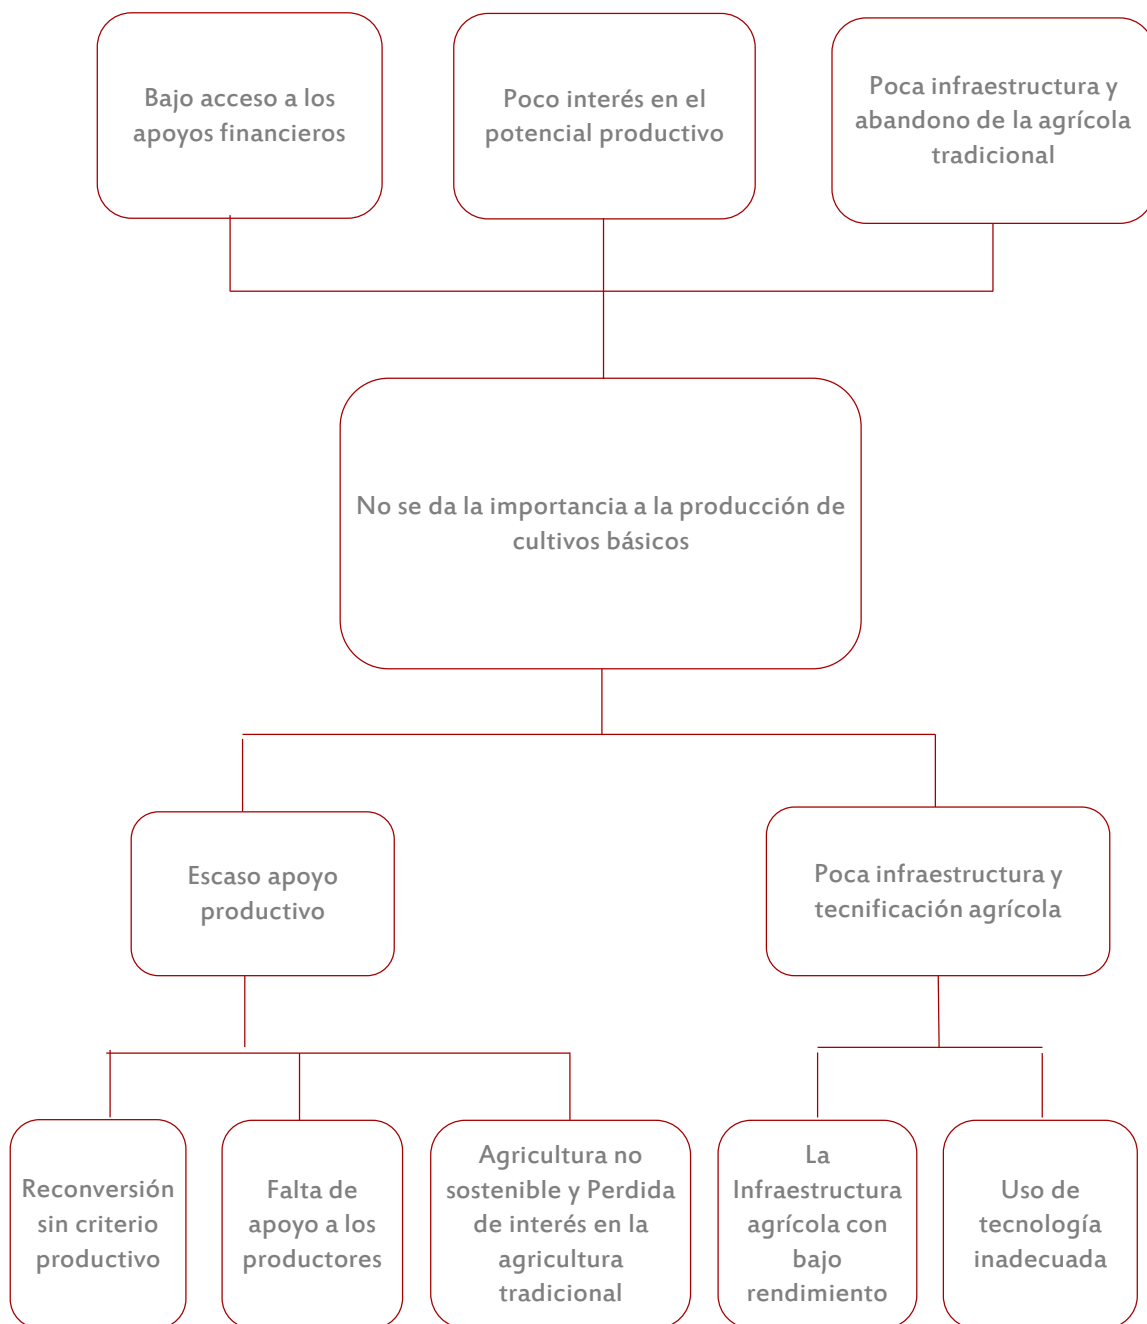 Bajo acceso a los
apoyos financieros
Poco interés en el
potencial productivo
Poca infraestructura y
abandono de la agrícola
tradicional
No se da la importancia a la producción de
cultivos básicos
Escaso apoyo
productivo
Poca infraestructura y
tecnificación agrícola
Reconversión
sin criterio
productivo
Falta de
apoyo a los
productores
Agricultura no
sostenible y Perdida
de interés en la
agricultura
tradicional
La
Infraestructura
agrícola con
bajo
rendimiento
Uso de
tecnología
inadecuada